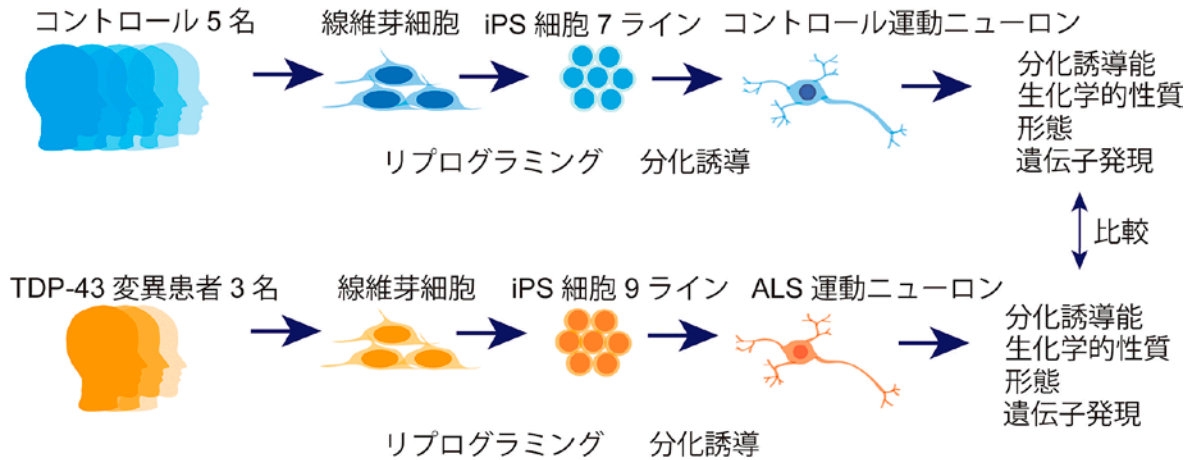 コントロール 5 名
線維芽細胞
iPS 細胞 7 ライン
コントロール運動ニューロン
分化誘導能
生化学的性質
形態
遺伝子発現
リプログラミング
分化誘導
比較
TDP-43 変異患者 3 名
線維芽細胞
iPS 細胞 9 ライン
ALS 運動ニューロン
分化誘導能
生化学的性質
形態
遺伝子発現
リプログラミング
分化誘導